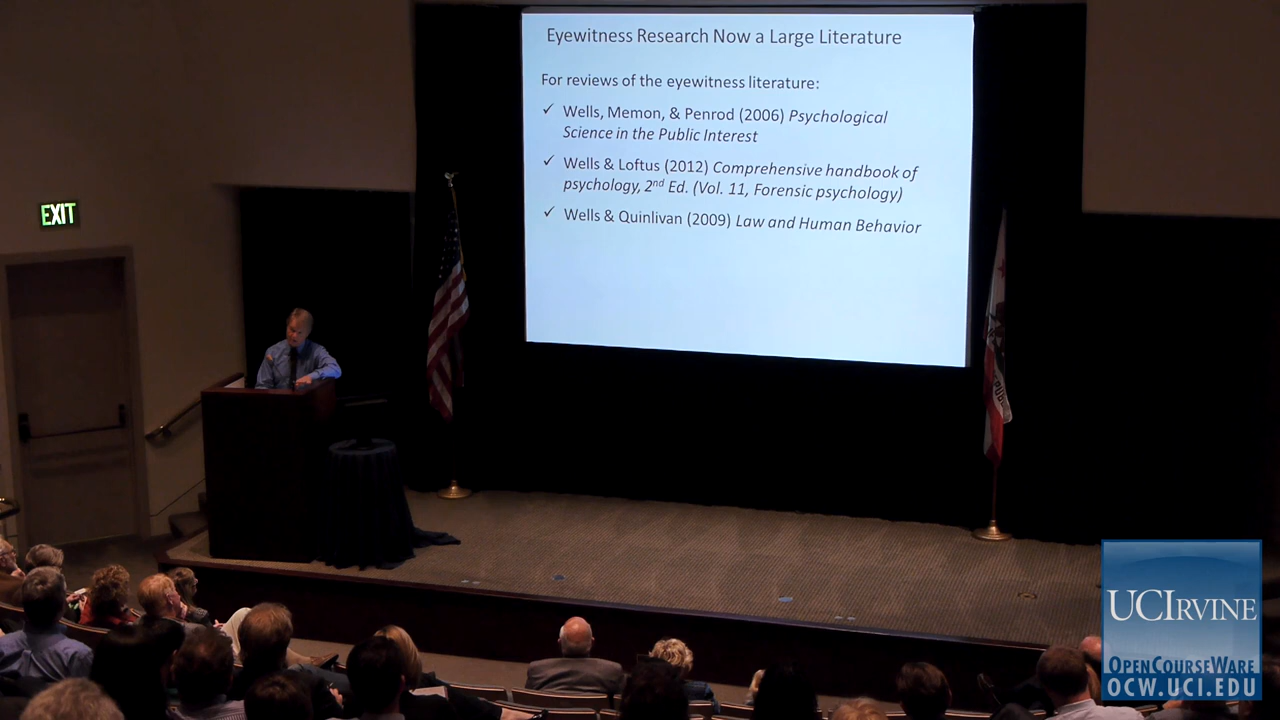 Eyewitness Research Now a Large Literature
For reviews of the eyewitness literature:
✓ Wells, Memon, & Penrod (2006) Psychological
Science in the Public Interest
✓ Wells & Loftus (2012) Comprehensive handbook of
psychology, 2nd Ed. (Vol. 11, Forensic psychology)
✓ Wells & Quinlivan (2009) Law and Human Behavior
EXIT
UCIRVINE
OPENCOURSEWARE
OCW.UCI.EDU